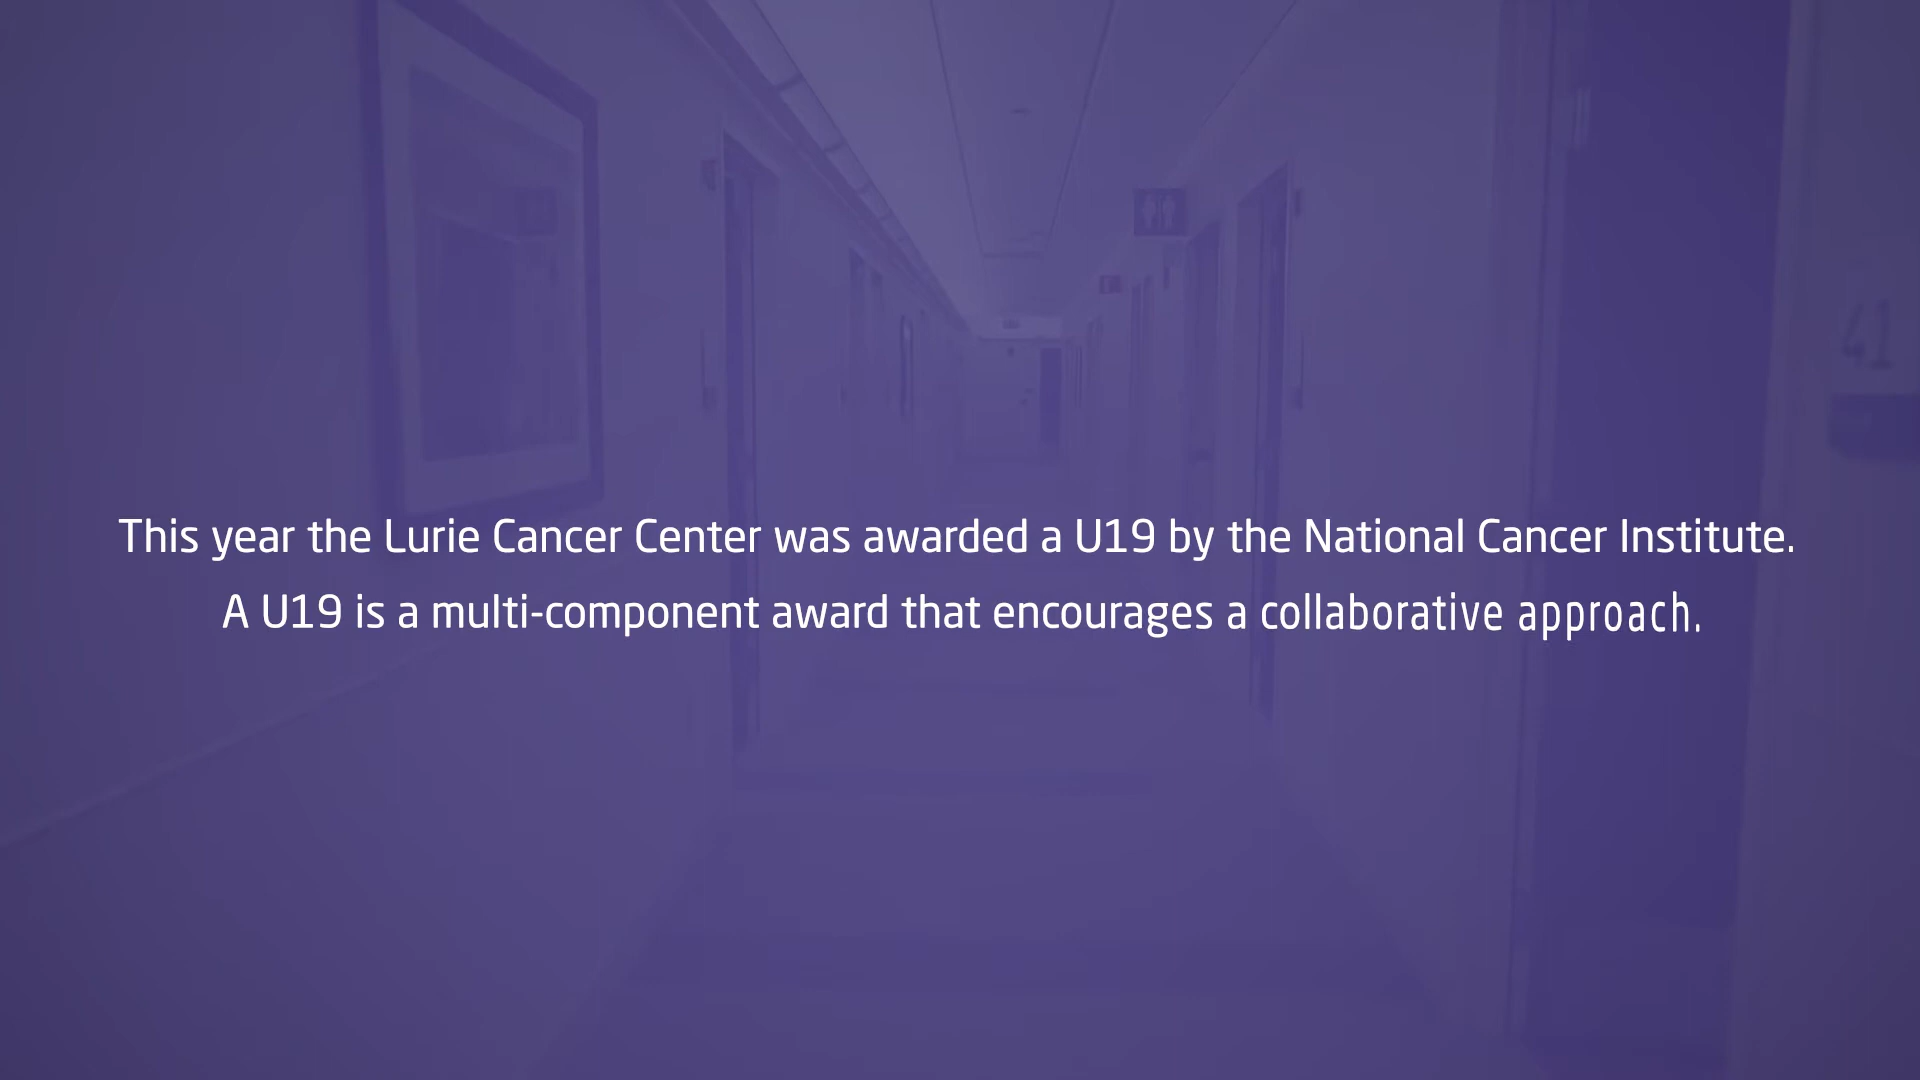 This year the Lurie Cancer Center was awarded a U19 by the National Cancer Institute.
A U19 is a multi-component award that encourages a collaborative approach.
41